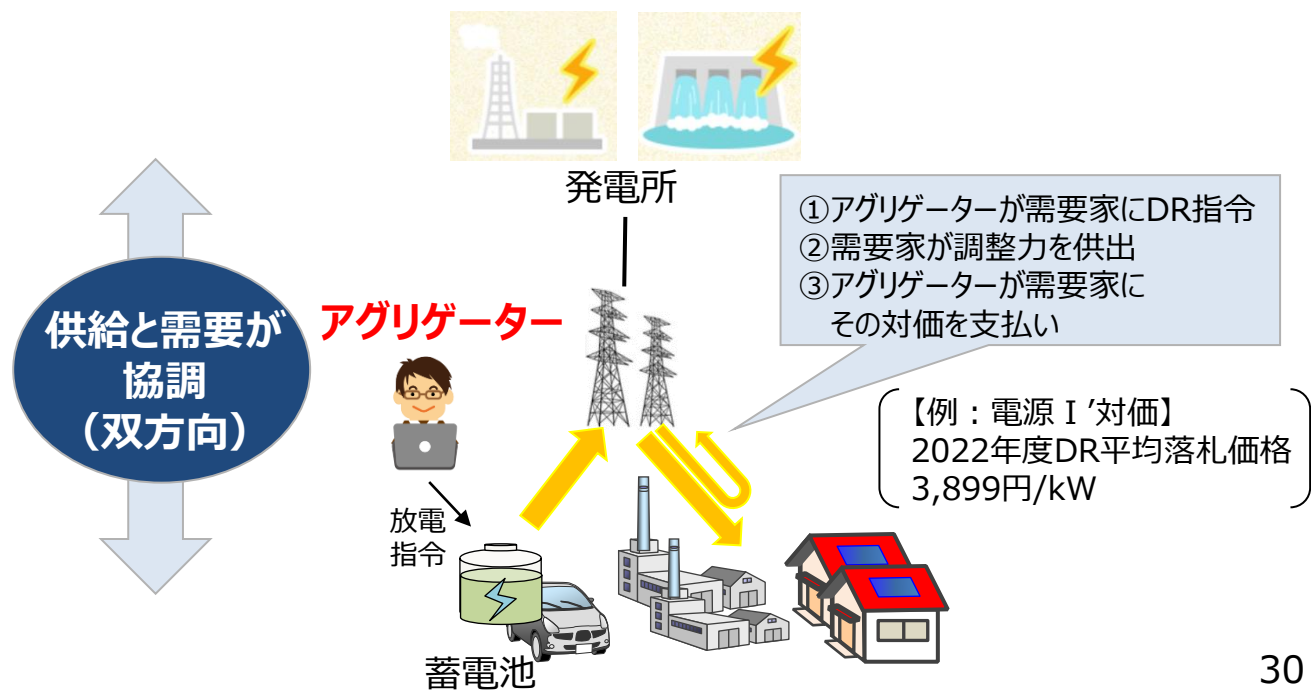 発電所
①アグリゲーターが需要家にDR指令
②需要家が調整力を供出
③アグリゲーターが需要家に
その対価を支払い
供給と需要が
協調
（双方向）
アグリゲーター
【例：電源Ⅰ’対価】
2022年度DR平均落札価格
3,899円/kW
放電
指令
蓄電池
30